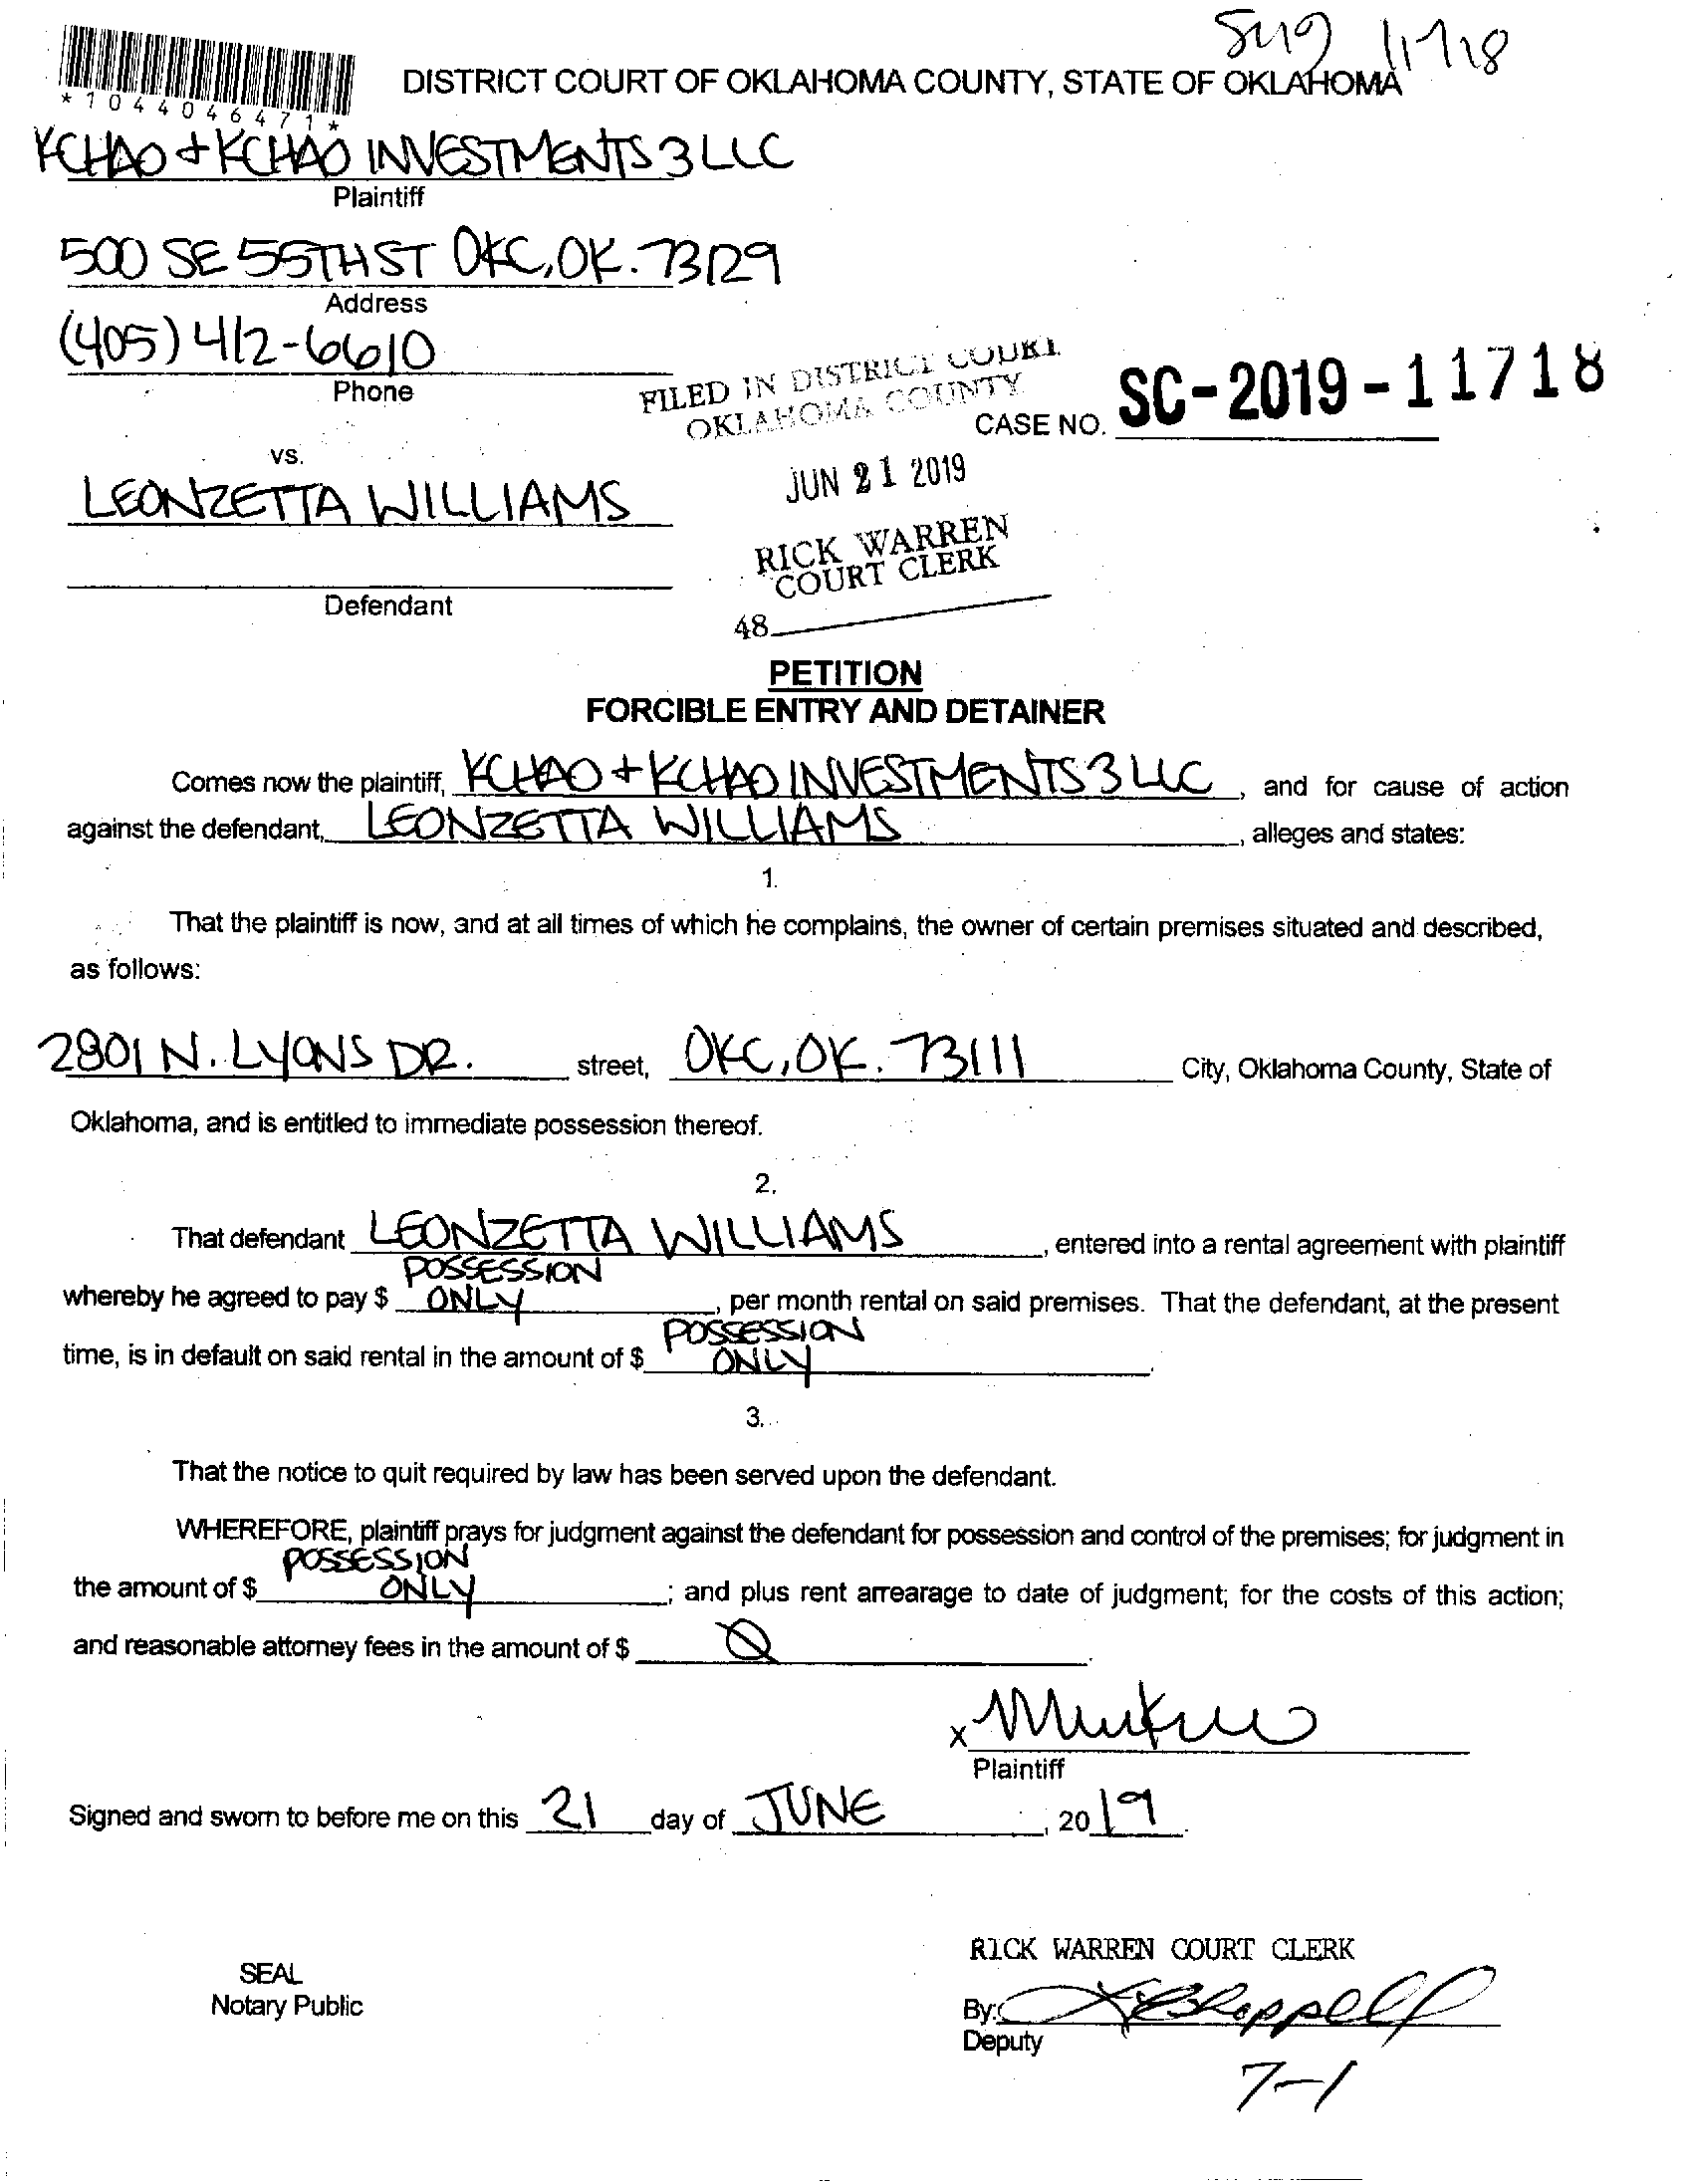 DISTRICT COURT OF OKLAHOMA COUNTY, STATE OF OKLAHOMA
11718
*1044046471*
KCHAO + KCHAO INVESTMENTS 3 LLC
Plaintiff
500 SE 55TH ST OKC, OK. 73129
Address
(405) 412-6610
Phone
FILED IN DISTRICT COURT
OKLAHOMA COUNTY
CASE NO. SC-2019-11718
vs.
JUN 21 2019
LEONZETTA WILLIAMS
RICK WARREN
COURT CLERK
Defendant
48
PETITION
FORCIBLE ENTRY AND DETAINER
Comes now the plaintiff, KCHAO + KCHAO INVESTMENTS 3 LLC, and for cause of action
against the defendant, LEONZETTA WILLIAMS, alleges and states:
1.
That the plaintiff is now, and at all times of which he complains, the owner of certain premises situated and described,
as follows:
2801 N. LYONS DR. street, OKC, OK. 73111 City, Oklahoma County, State of
Oklahoma, and is entitled to immediate possession thereof.
2.
That defendant LEONZETTA WILLIAMS, entered into a rental agreement with plaintiff
whereby he agreed to pay $ POSSESSION ONLY, per month rental on said premises. That the defendant, at the present
time, is in default on said rental in the amount of $ POSSESSION ONLY.
3.
That the notice to quit required by law has been served upon the defendant.
WHEREFORE, plaintiff prays for judgment against the defendant for possession and control of the premises; for judgment in
the amount of $ POSSESSION ONLY; and plus rent arrearage to date of judgment; for the costs of this action;
and reasonable attorney fees in the amount of $ Ø.
X
Plaintiff
Signed and sworn to before me on this 21 day of JUNE, 2019.
RICK WARREN COURT CLERK
SEAL
Notary Public
By:
Deputy
7-1